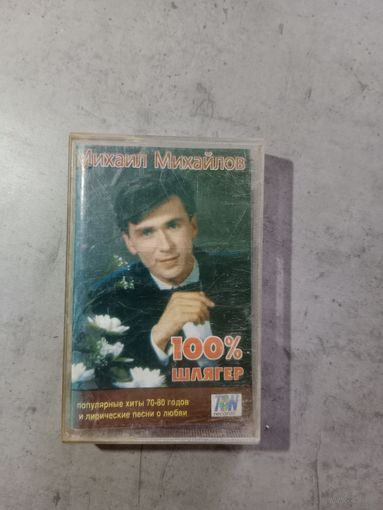 Михаил Михайлов
100%
ШЛЯГЕР
популярные хиты 70-80 годов
и лирические песни о любви